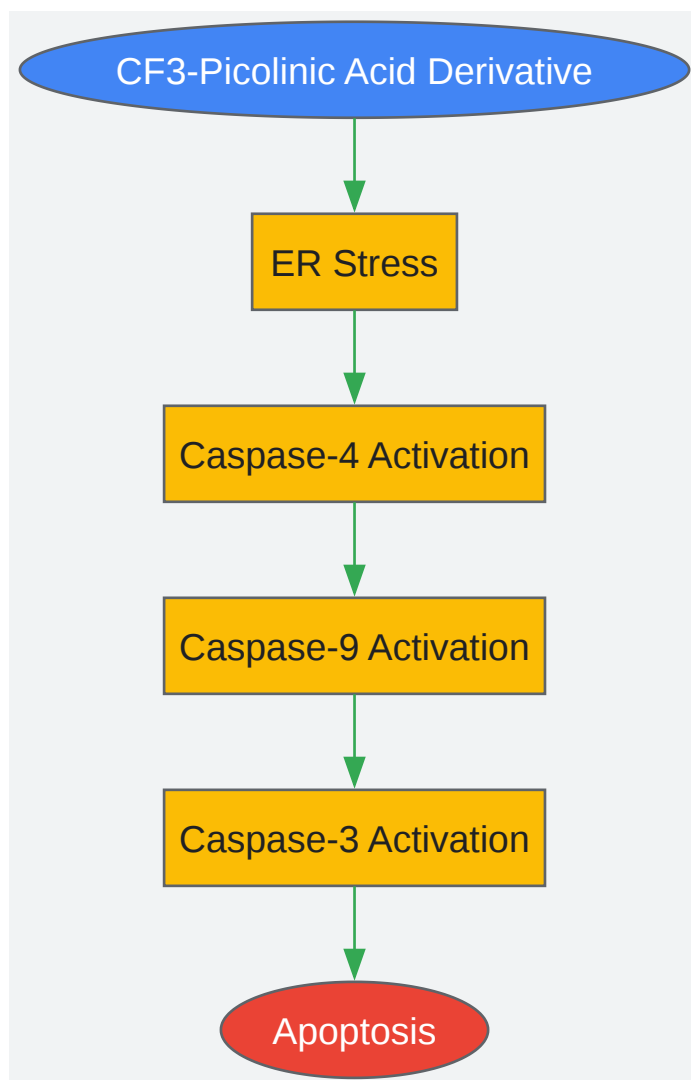 CF3-Picolinic Acid Derivative
ER Stress
Caspase-4 Activation
Caspase-9 Activation
Caspase-3 Activation
Apoptosis